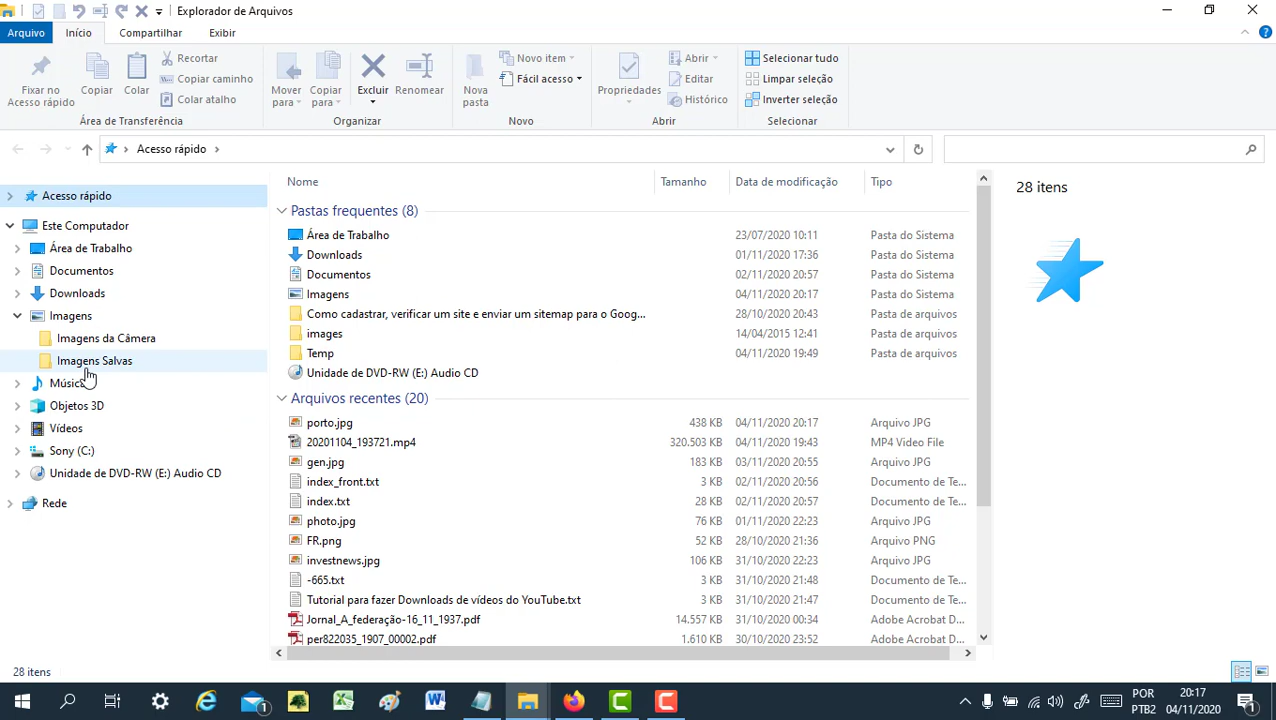 Explorador de Arquivos
Arquivo Início Compartilhar Exibir
Fixar no Acesso rápido
Copiar
Colar
Recortar
Copiar caminho
Colar atalho
Área de Transferência
Mover para
Copiar para
Excluir
Renomear
Organizar
Nova pasta
Novo item
Fácil acesso
Novo
Propriedades
Abrir
Editar
Histórico
Abrir
Selecionar tudo
Limpar seleção
Inverter seleção
Selecionar
Acesso rápido
Acesso rápido
Este Computador
Área de Trabalho
Documentos
Downloads
Imagens
Imagens da Câmera
Imagens Salvas
Objetos 3D
Vídeos
Sony (C:)
Unidade de DVD-RW (E:) Audio CD
Rede
Nome Tamanho Data de modificação Tipo
Pastas frequentes (8)
Área de Trabalho 23/07/2020 10:11 Pasta do Sistema
Downloads 01/11/2020 17:36 Pasta do Sistema
Documentos 02/11/2020 20:57 Pasta do Sistema
Imagens 04/11/2020 20:17 Pasta do Sistema
Como cadastrar, verificar um site e enviar um sitemap para o Goog... 28/10/2020 20:43 Pasta de arquivos
images 14/04/2015 12:41 Pasta de arquivos
Temp 04/11/2020 19:49 Pasta de arquivos
Unidade de DVD-RW (E:) Audio CD
Arquivos recentes (20)
porto.jpg 438 KB 04/11/2020 20:17 Arquivo JPG
20201104_193721.mp4 320.503 KB 04/11/2020 19:43 MP4 Video File
gen.jpg 183 KB 03/11/2020 20:55 Arquivo JPG
index_front.txt 3 KB 02/11/2020 20:56 Documento de Te...
index.txt 28 KB 02/11/2020 20:57 Documento de Te...
photo.jpg 76 KB 01/11/2020 22:23 Arquivo JPG
FR.png 52 KB 28/10/2020 21:36 Arquivo PNG
investnews.jpg 106 KB 31/10/2020 22:23 Arquivo JPG
-665.txt 3 KB 31/10/2020 21:48 Documento de Te...
Tutorial para fazer Downloads de vídeos do YouTube.txt 3 KB 31/10/2020 21:47 Documento de Te...
Jornal_A_federação-16_11_1937.pdf 14.557 KB 31/10/2020 00:34 Adobe Acrobat D...
per822035_1907_00002.pdf 1.610 KB 30/10/2020 23:52 Adobe Acrobat D...
28 itens
28 itens
POR
PTB2
20:17
04/11/2020